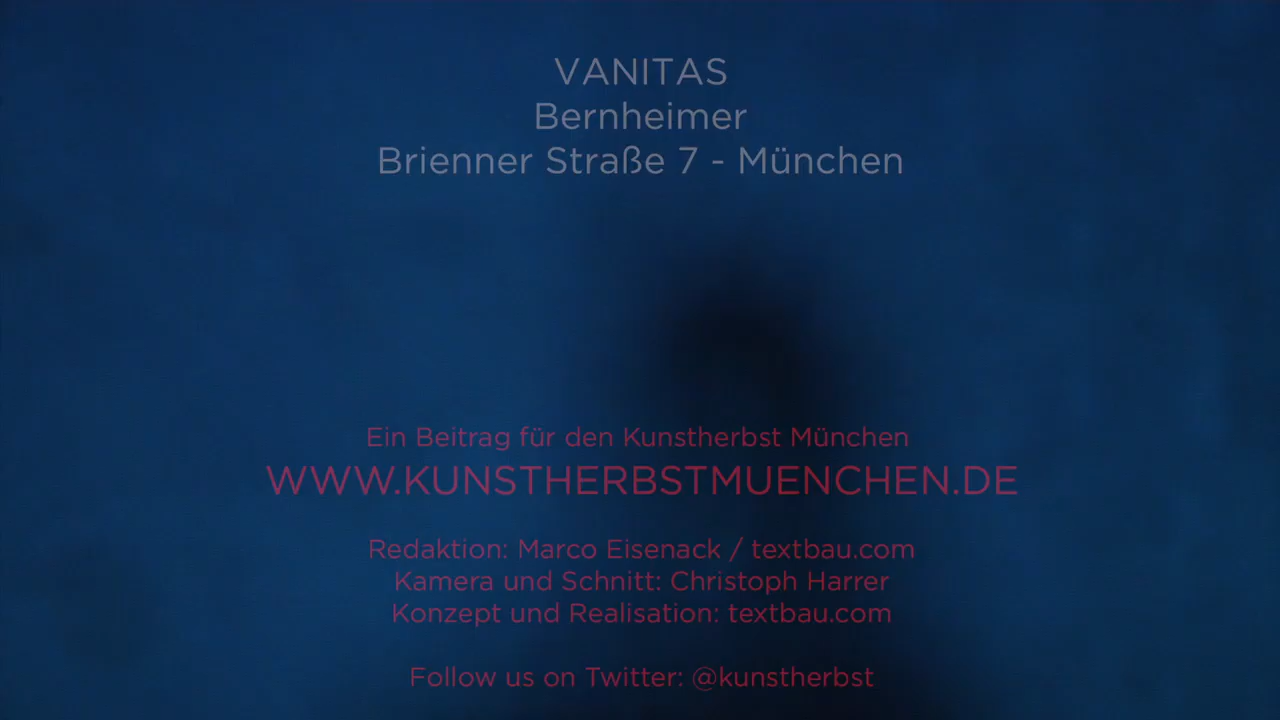 VANITAS
Bernheimer
Brienner Straße 7 - München
Ein Beitrag für den Kunstherbst München
WWW.KUNSTHERBSTMUENCHEN.DE
Redaktion: Marco Eisenack / textbau.com
Kamera und Schnitt: Christoph Harrer
Konzept und Realisation: textbau.com
Follow us on Twitter: @kunstherbst